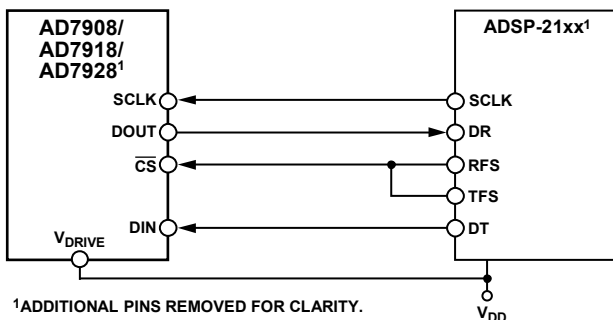 AD7908/
AD7918/
AD7928¹
SCLK
DOUT
C̅S̅
DIN
VDRIVE
ADSP-21xx¹
SCLK
DR
RFS
TFS
DT
VDD
¹ADDITIONAL PINS REMOVED FOR CLARITY.